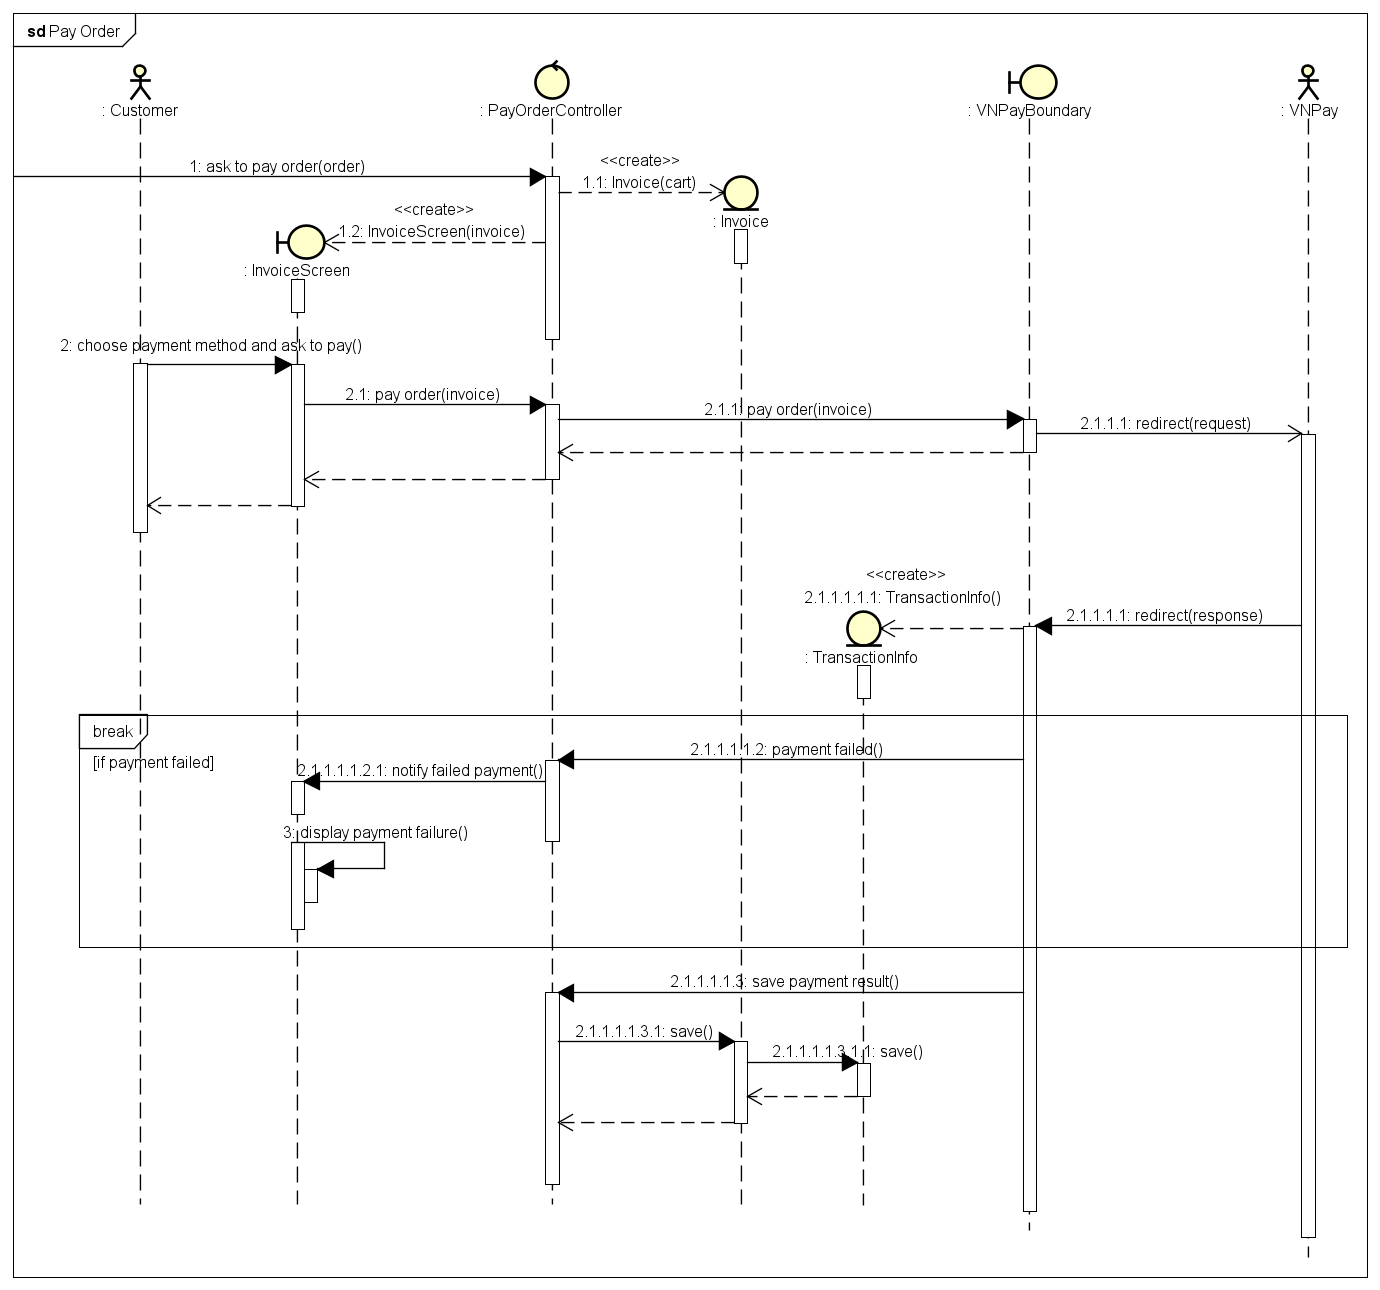 sd Pay Order
: Customer
: PayOrderController
: VNPayBoundary
: VNPay
1: ask to pay order(order)
<<create>>
1.1: Invoice(cart)
: Invoice
<<create>>
1.2: InvoiceScreen(invoice)
: InvoiceScreen
2: choose payment method and ask to pay()
2.1: pay order(invoice)
2.1.1: pay order(invoice)
2.1.1.1: redirect(request)
<<create>>
2.1.1.1.1.1: TransactionInfo()
2.1.1.1.1: redirect(response)
: TransactionInfo
break
[if payment failed]
2.1.1.1.1.2: payment failed()
2.1.1.1.1.2.1: notify failed payment()
3: display payment failure()
2.1.1.1.1.3: save payment result()
2.1.1.1.1.3.1: save()
2.1.1.1.1.3.1.1: save()